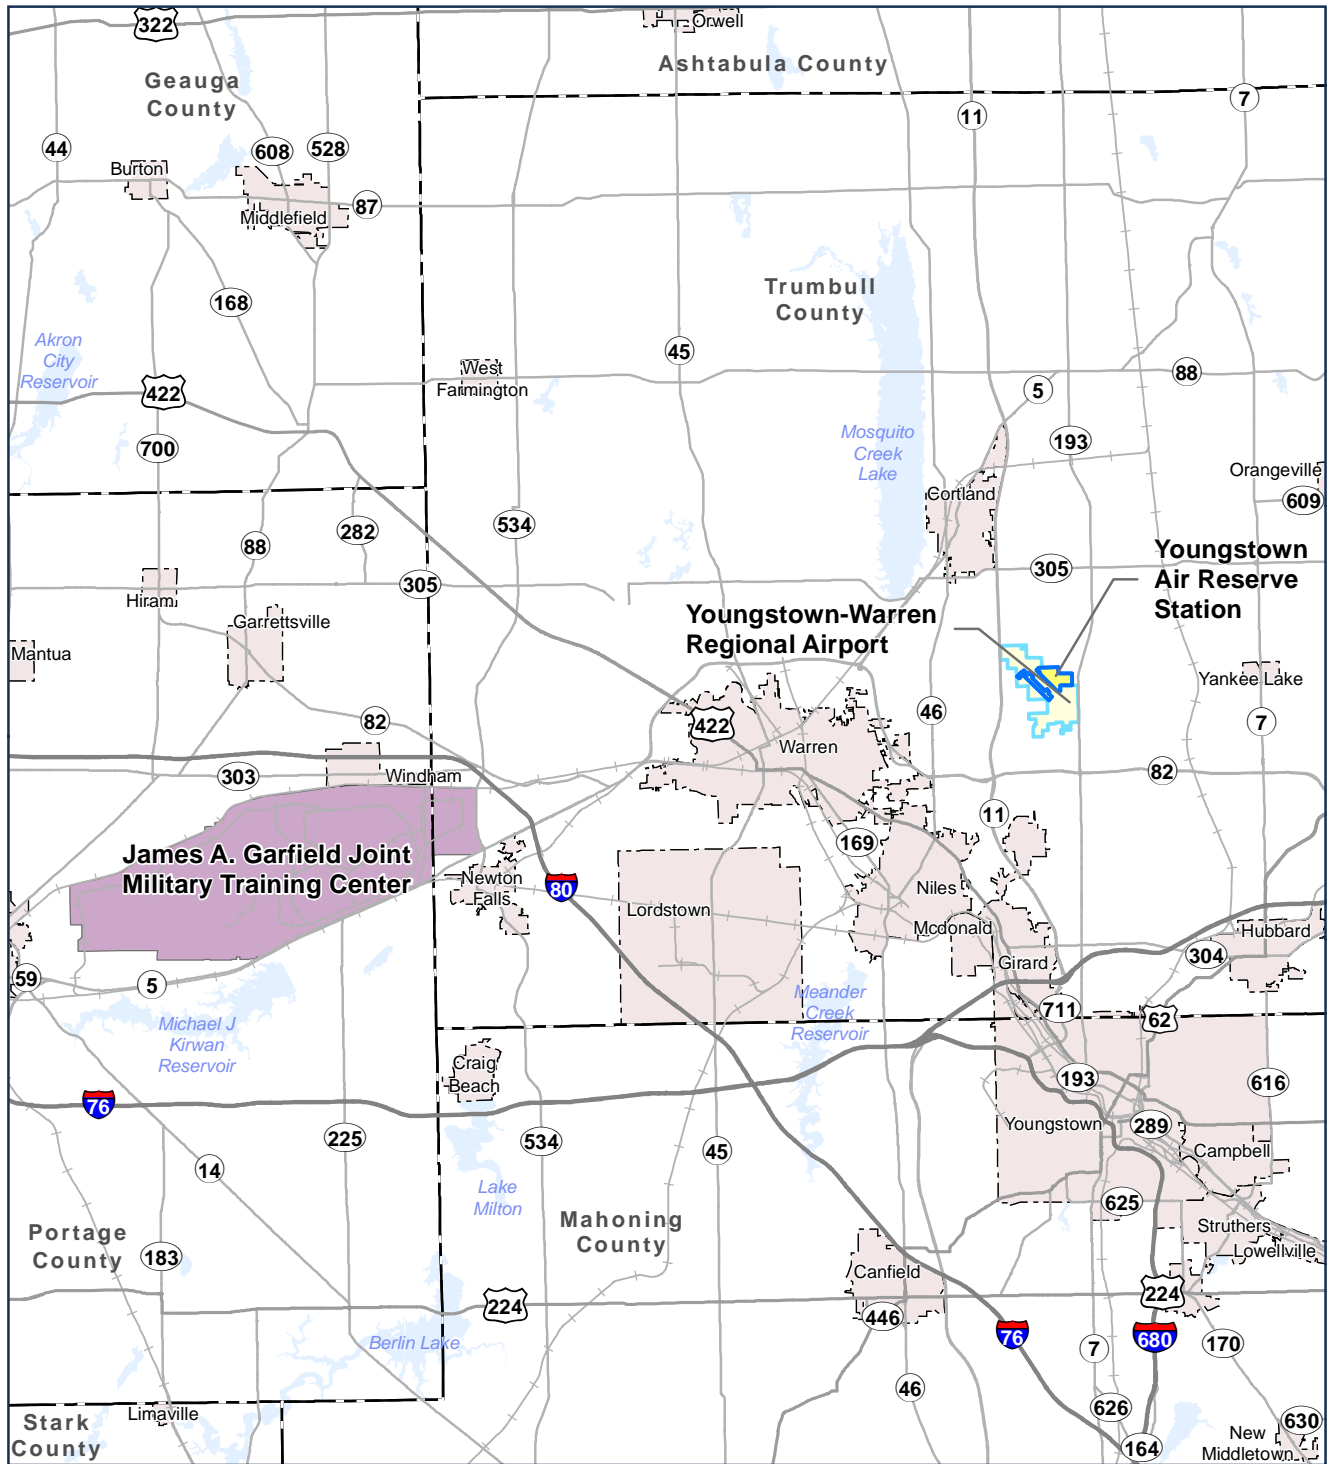 322
Orwell
Ashtabula County
Geauga
County
7
11
44
608
528
Burton
87
Middlefield
Trumbull
County
168
Akron
City
Reservoir
45
West
Farmington
88
5
422
700
Mosquito
Creek
Lake
193
Orangeville
609
Cortland
534
282
88
305
305
Youngstown
Air Reserve
Station
Hiram
Garrettsville
Youngstown-Warren
Regional Airport
Mantua
Yankee Lake
46
7
82
422
Warren
303
Windham
82
11
169
James A. Garfield Joint
Military Training Center
Newton
Falls
80
Lordstown
Niles
Mcdonald
Hubbard
304
Girard
59
5
Meander
Creek
Reservoir
711
62
Michael J
Kirwan
Reservoir
Craig
Beach
193
616
76
Youngstown
289
225
534
45
Campbell
14
Lake
Milton
625
Portage
County
Mahoning
County
Struthers
Lowellville
183
Canfield
224
224
446
Berlin Lake
76
680
7
170
46
626
Limaville
Stark
County
164
630
New
Middletown